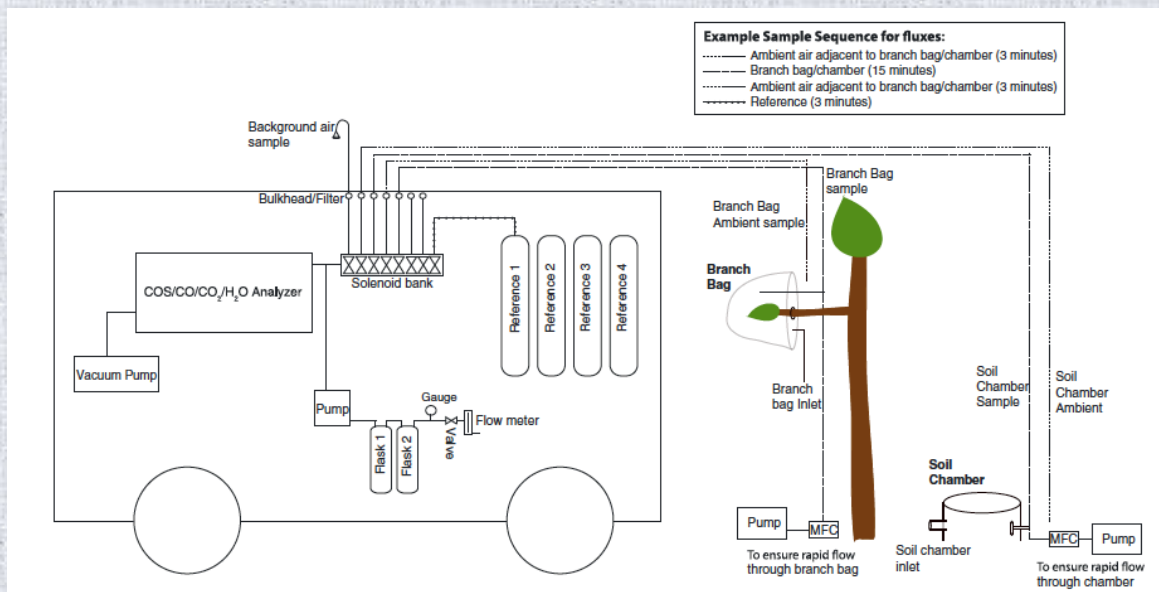 Example Sample Sequence for fluxes:
Ambient air adjacent to branch bag/chamber (3 minutes)
Branch bag/chamber (15 minutes)
Ambient air adjacent to branch bag/chamber (3 minutes)
Reference (3 minutes)
Background air
sample
Bulkhead/Filter
COS/CO/CO₂/H₂O Analyzer
Solenoid bank
Reference 1
Reference 2
Reference 3
Reference 4
Vacuum Pump
Pump
Flask 1
Flask 2
Gauge
Valve
Flow meter
Branch Bag
sample
Branch Bag
Ambient sample
Branch
Bag
Branch
bag Inlet
Pump
MFC
To ensure rapid flow
through branch bag
Soil
Chamber
Sample
Soil
Chamber
Ambient
Soil
Chamber
Soil chamber
inlet
MFC
Pump
To ensure rapid flow
through chamber